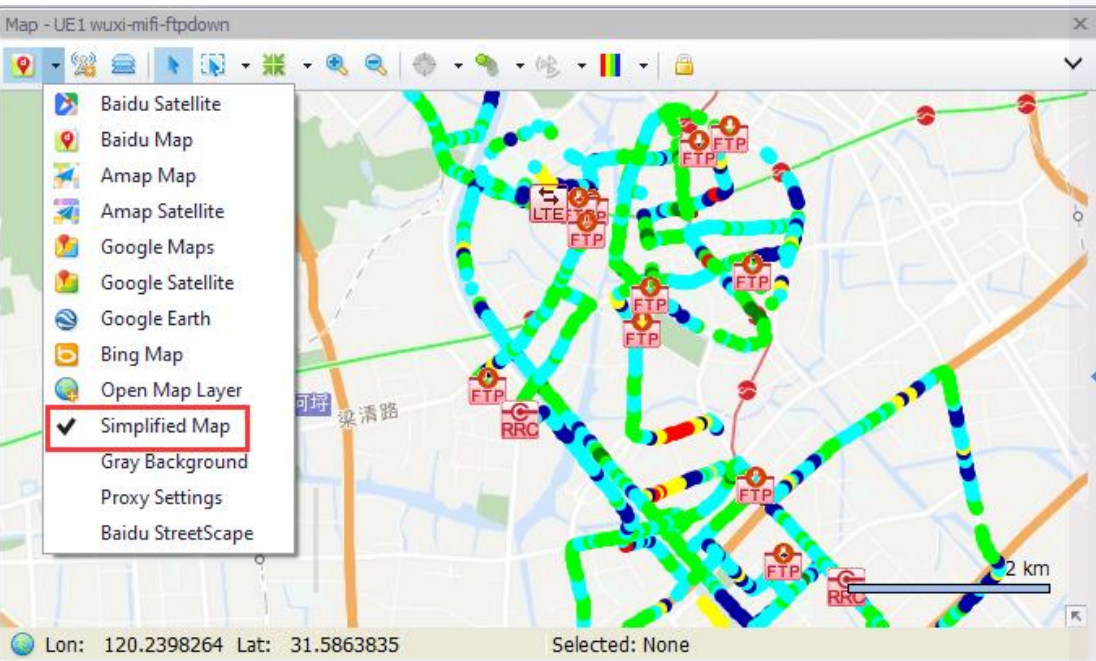 Map - UE1 wuxi-mifi-ftpdown
Baidu Satellite
Baidu Map
Amap Map
Amap Satellite
Google Maps
Google Satellite
Google Earth
Bing Map
Open Map Layer
Simplified Map
Gray Background
Proxy Settings
Baidu StreetScape
FTP
FTP
LTE
FTP
FTP
FTP
FTP
FTP
梁清路
RRC
FTP
FTP
RRC
2 km
Lon: 120.2398264 Lat: 31.5863835
Selected: None